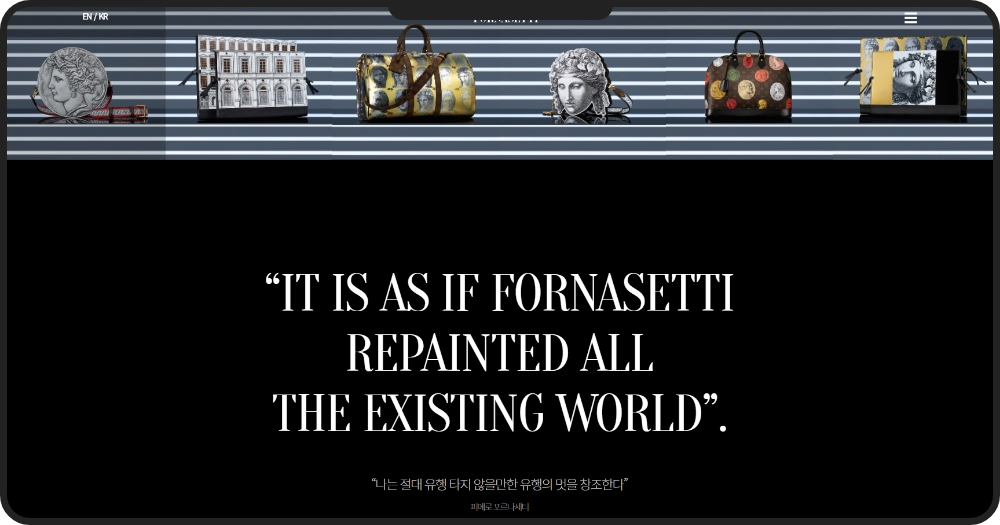 EN / KR
FORNASETTI
“IT IS AS IF FORNASETTI
REPAINTED ALL
THE EXISTING WORLD”.
“나는 절대 유행 타지 않을만한 유행의 멋을 창조한다”
피에로 포르나세티